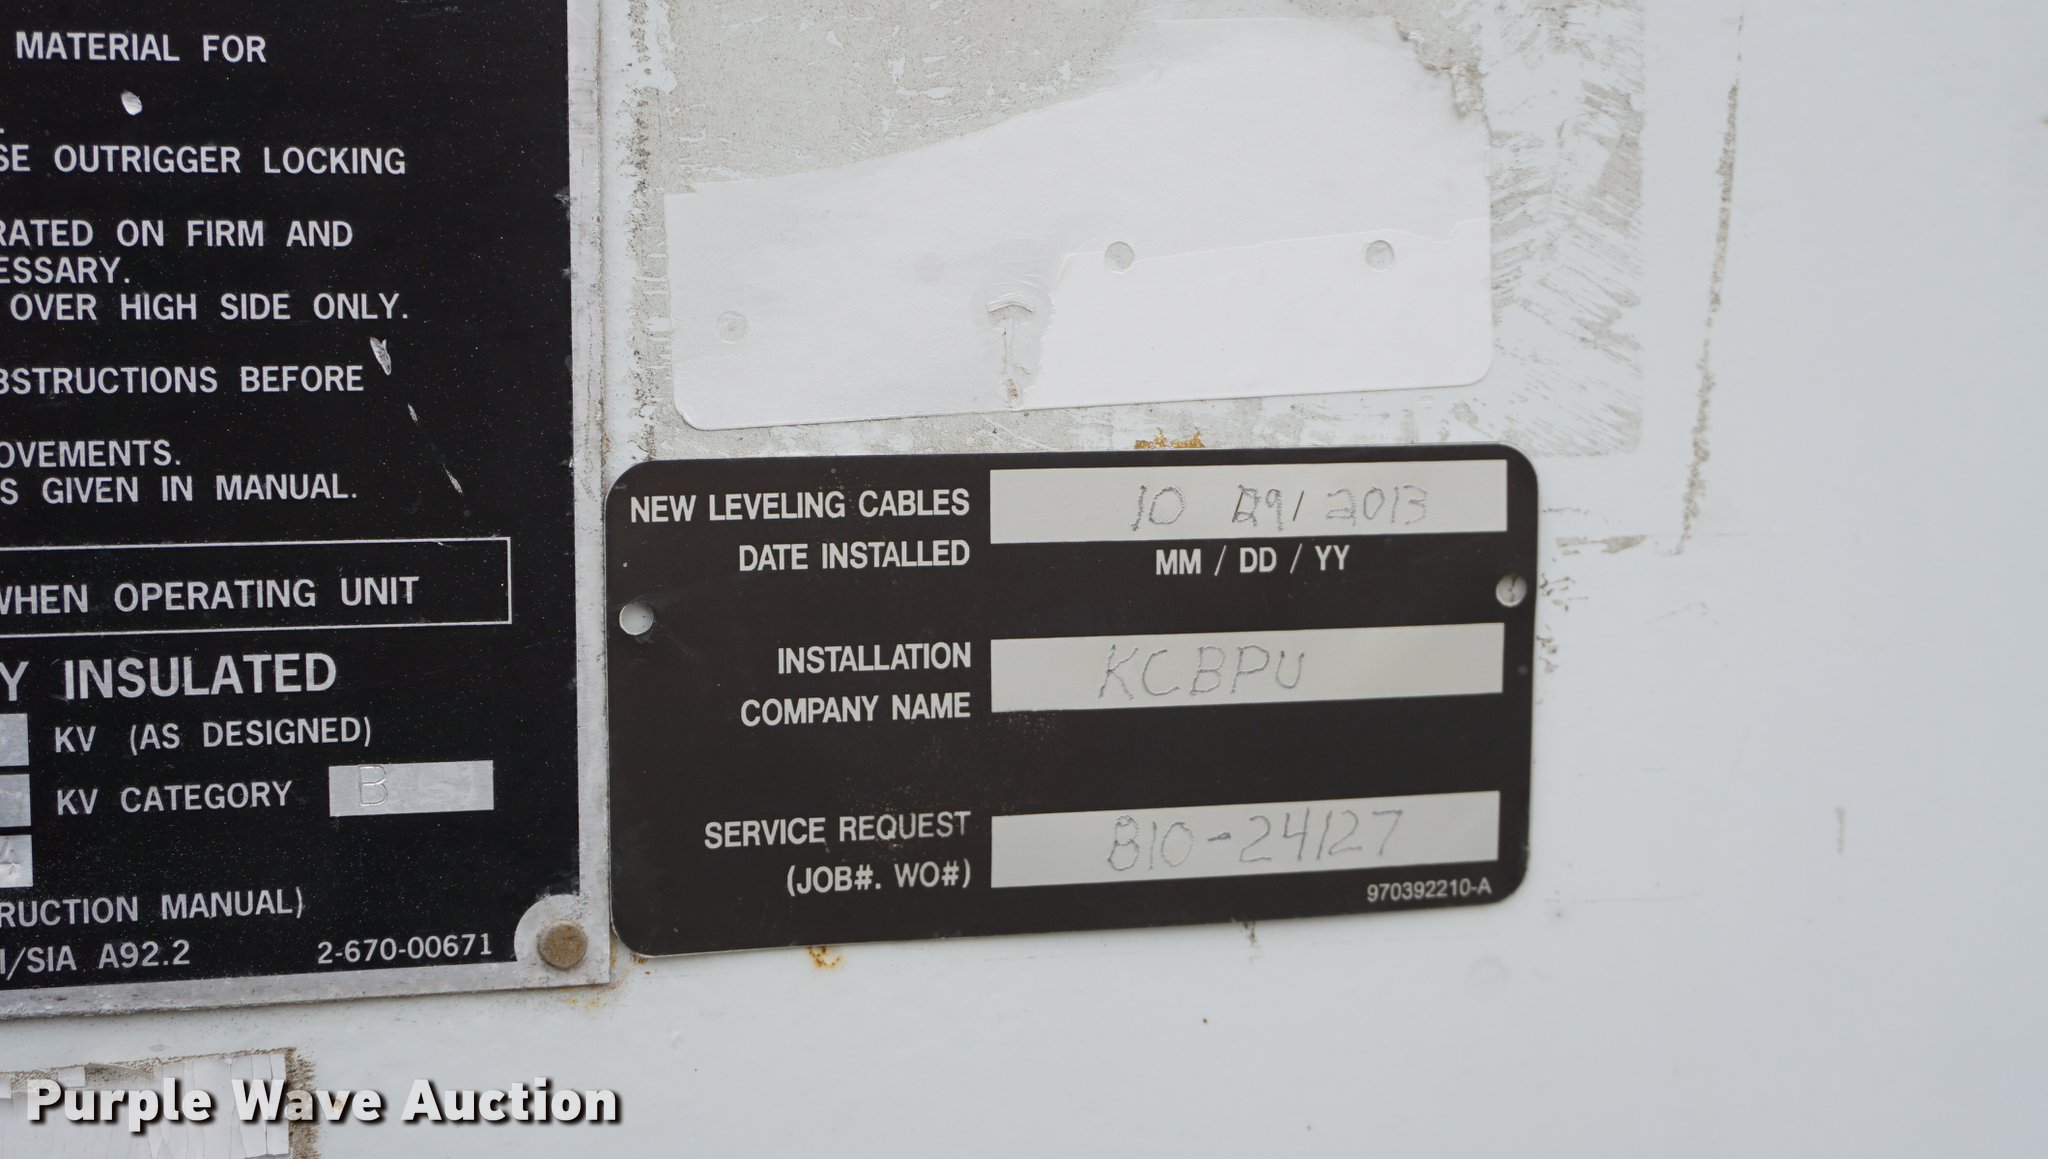 MATERIAL FOR
SE OUTRIGGER LOCKING
RATED ON FIRM AND
ESSARY.
OVER HIGH SIDE ONLY.
BSTRUCTIONS BEFORE
OVEMENTS.
S GIVEN IN MANUAL.
WHEN OPERATING UNIT
Y INSULATED
KV (AS DESIGNED)
KV CATEGORY B
RUCTION MANUAL)
/SIA A92.2 2-670-00671
NEW LEVELING CABLES 10 29/ 2013
DATE INSTALLED MM / DD / YY
INSTALLATION KCBPU
COMPANY NAME
SERVICE REQUEST B10-24127
(JOB#. WO#)
970392210-A
Purple Wave Auction